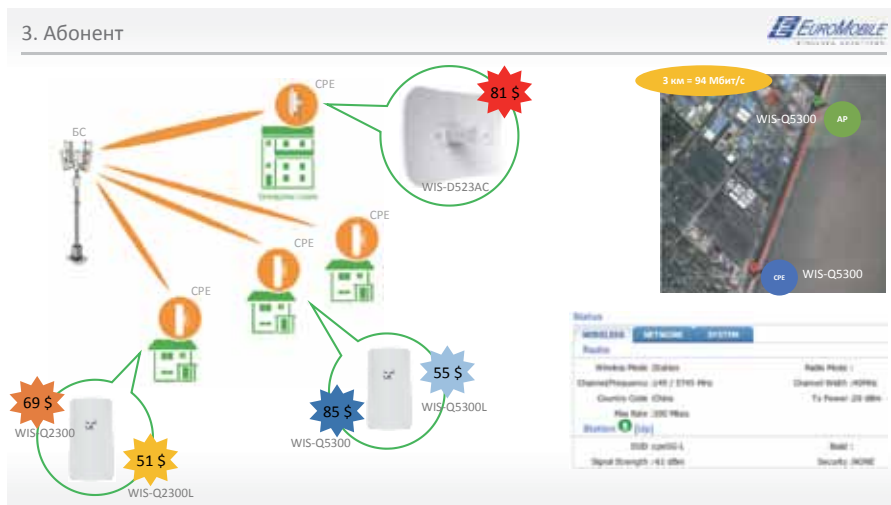 3. Абонент
EUROMOBILE
БС
CPE
81 $
WIS-D523AC
CPE
CPE
CPE
69 $
WIS-Q2300
51 $
WIS-Q2300L
55 $
WIS-Q5300L
85 $
WIS-Q5300
3 км = 94 Мбит/с
WIS-Q5300
AP
CPE
WIS-Q5300
Status
WIRELESS NETWORK SYSTEM
Radio
Wireless Mode :Station Radio Mode :
Channel/Frequency :149 / 5745 MHz Channel Width :40MHz
Country Code :China Tx Power :20 dBm
Max Rate :300 Mbps
Station [Up]
Signal Strength :-61 dBm Security :NONE